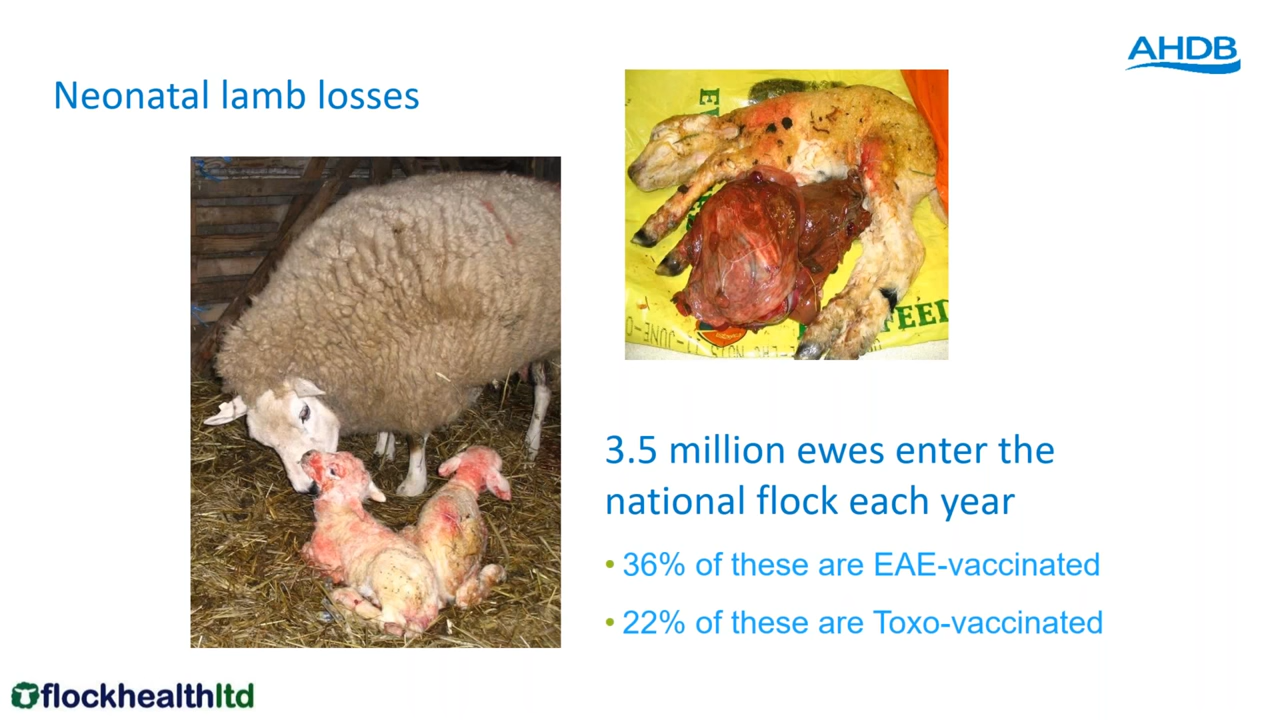 AHDB
Neonatal lamb losses
FEED
3.5 million ewes enter the
national flock each year
• 36% of these are EAE-vaccinated
• 22% of these are Toxo-vaccinated
flockhealthltd